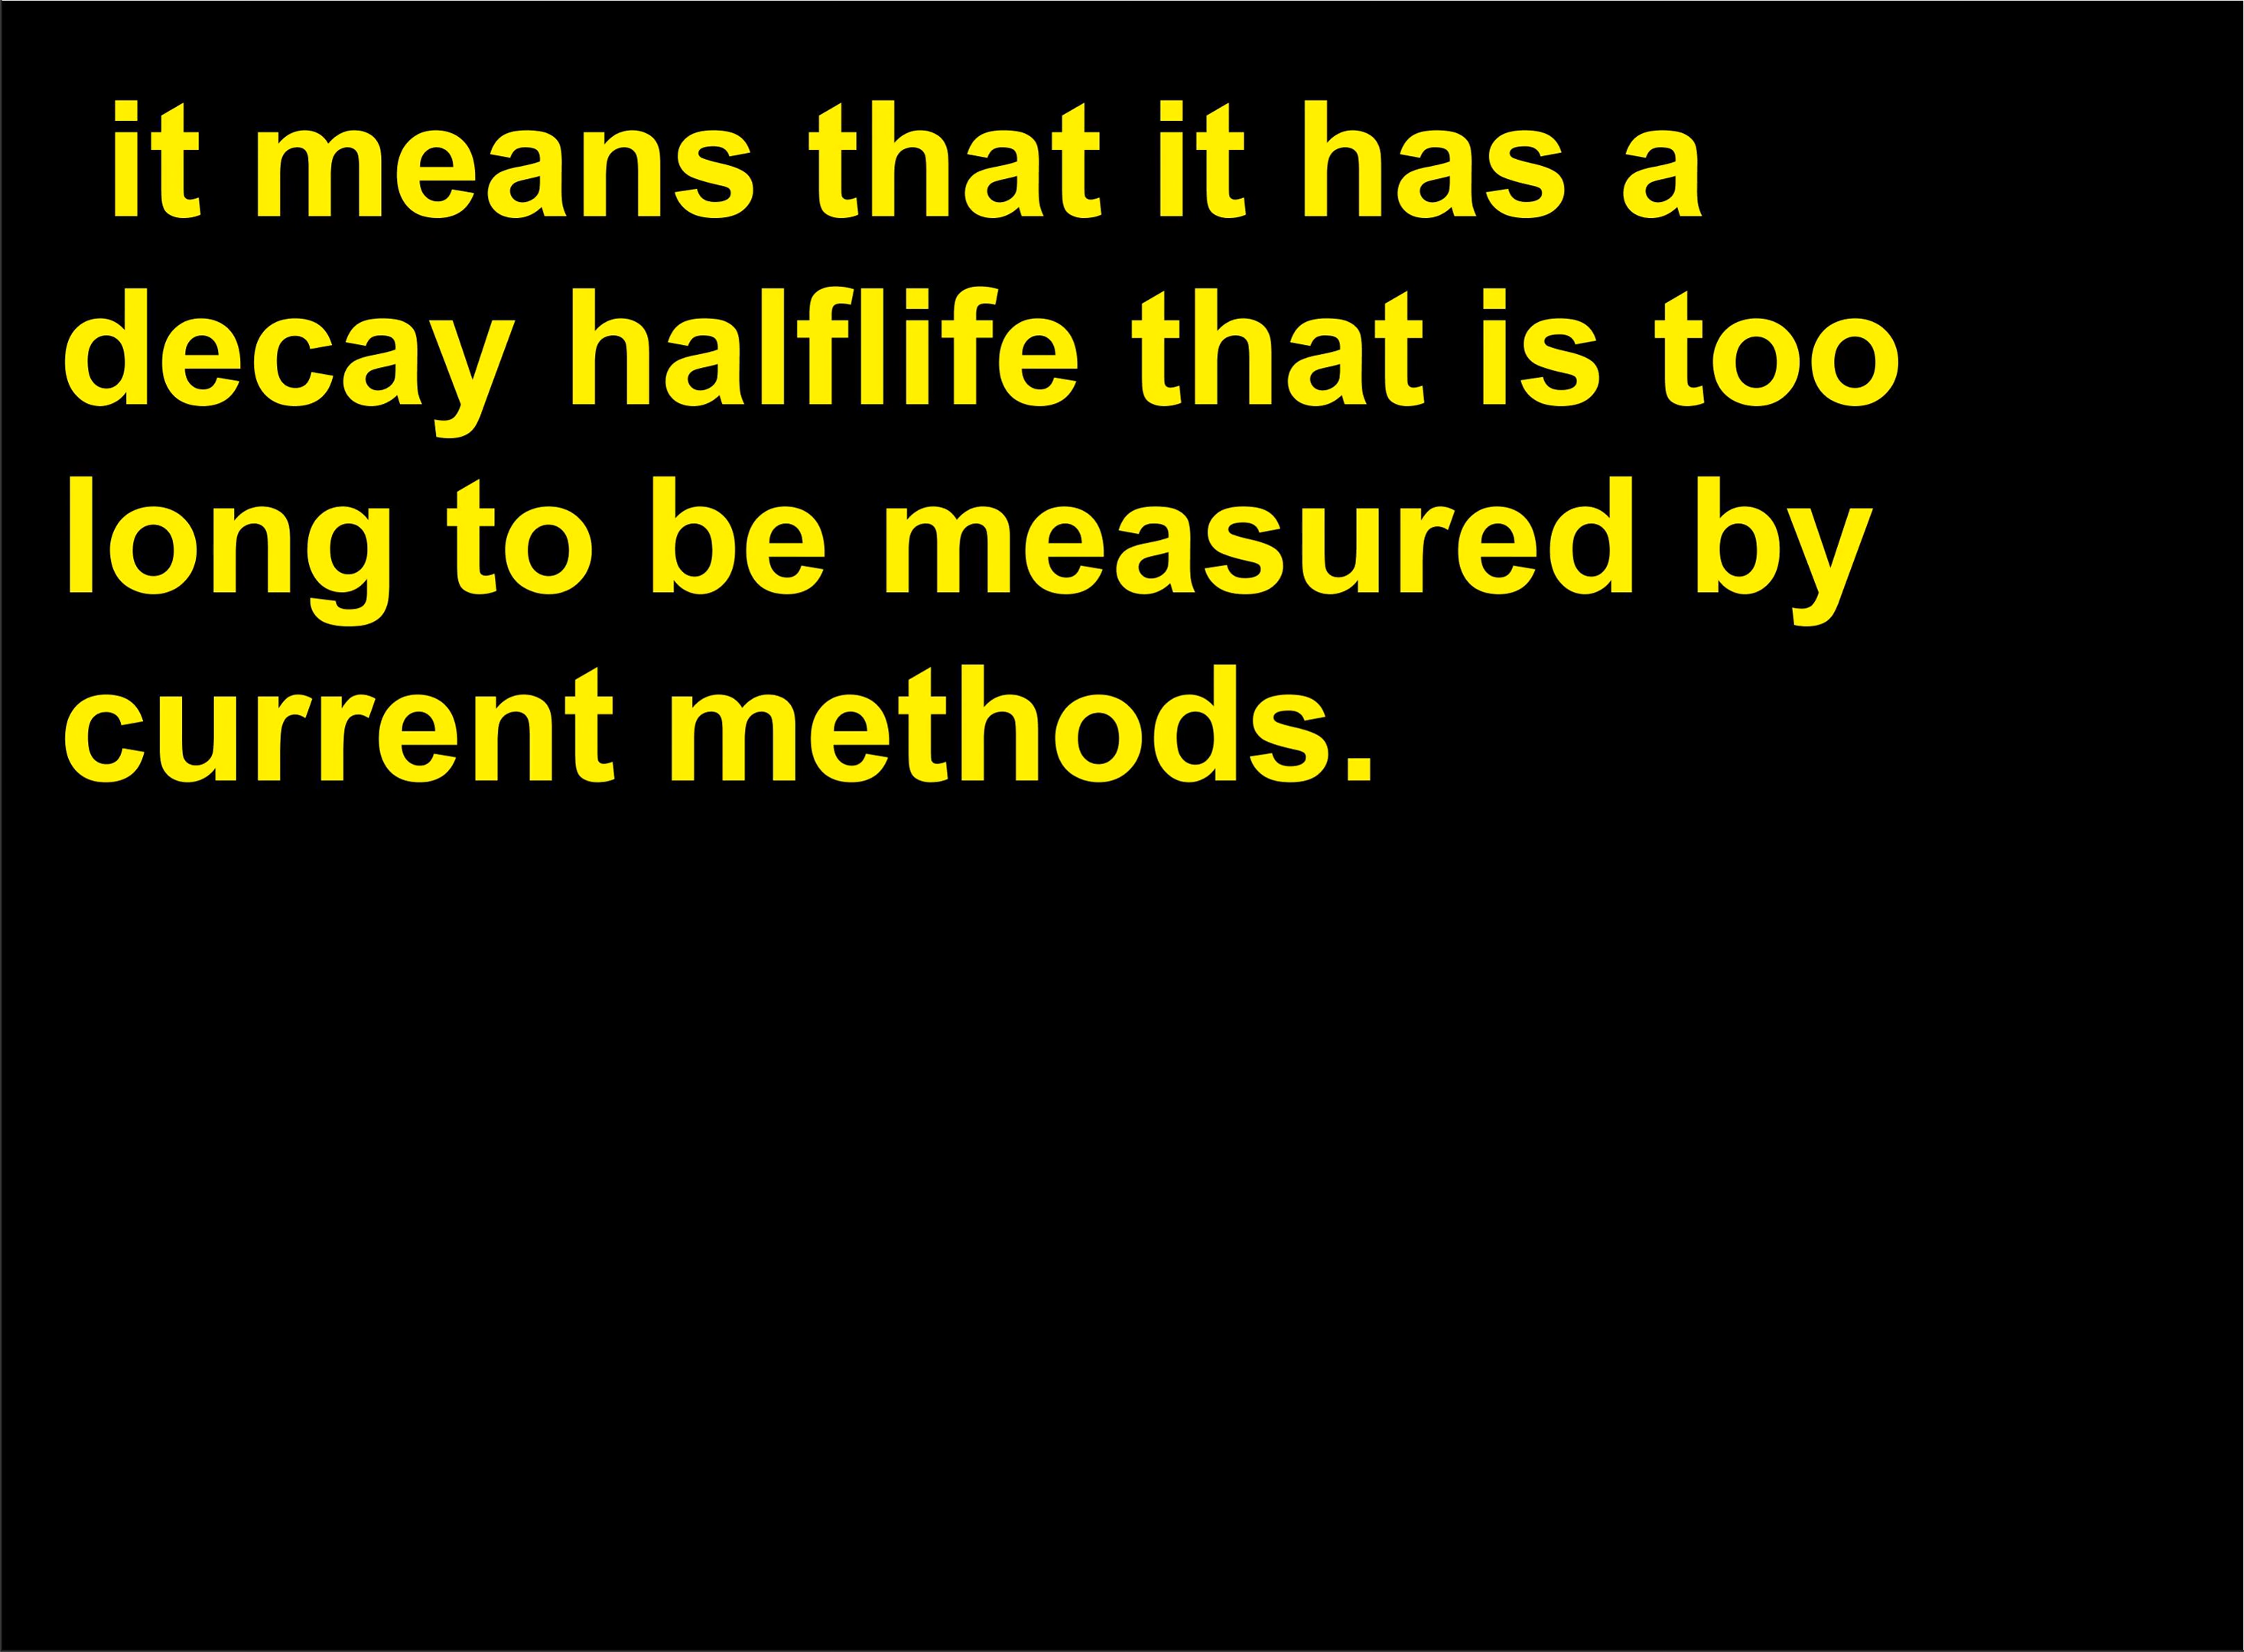 it means that it has a
decay halflife that is too
long to be measured by
current methods.